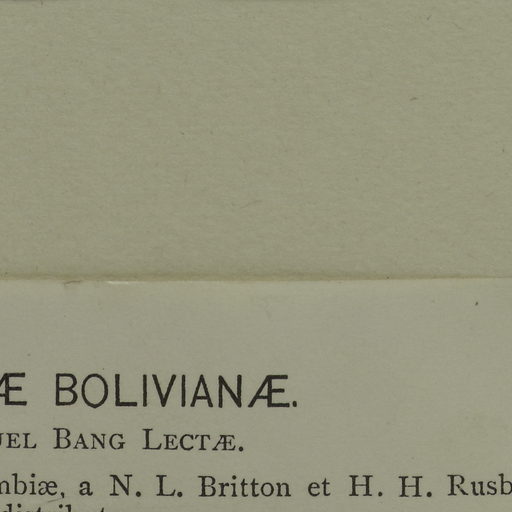 Æ BOLIVIANÆ.
UEL BANG LECTÆ.
mbiæ, a N. L. Britton et H. H. Rusb